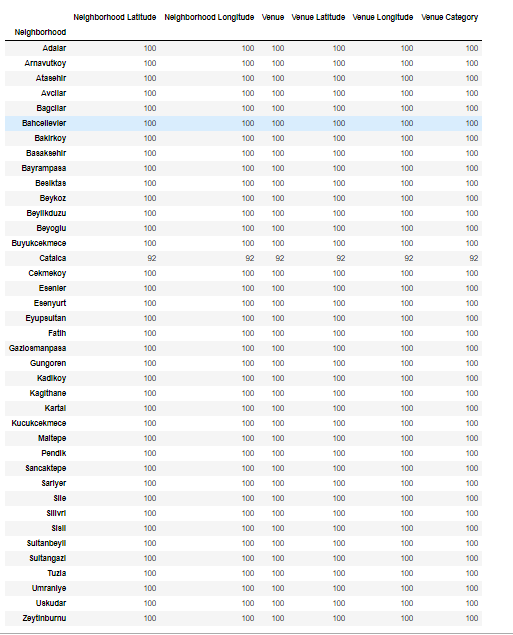 Neighborhood Latitude Neighborhood Longitude Venue Venue Latitude Venue Longitude Venue Category
Neighborhood
Adalar 100 100 100 100 100 100
Arnavutkoy 100 100 100 100 100 100
Atasehir 100 100 100 100 100 100
Avcilar 100 100 100 100 100 100
Bagcilar 100 100 100 100 100 100
Bahcelievler 100 100 100 100 100 100
Bakirkoy 100 100 100 100 100 100
Basaksehir 100 100 100 100 100 100
Bayrampasa 100 100 100 100 100 100
Besiktas 100 100 100 100 100 100
Beykoz 100 100 100 100 100 100
Beylikduzu 100 100 100 100 100 100
Beyoglu 100 100 100 100 100 100
Buyukcekmece 100 100 100 100 100 100
Catalca 92 92 92 92 92 92
Cekmekoy 100 100 100 100 100 100
Esenler 100 100 100 100 100 100
Esenyurt 100 100 100 100 100 100
Eyupsultan 100 100 100 100 100 100
Fatih 100 100 100 100 100 100
Gaziosmanpasa 100 100 100 100 100 100
Gungoren 100 100 100 100 100 100
Kadikoy 100 100 100 100 100 100
Kagithane 100 100 100 100 100 100
Kartal 100 100 100 100 100 100
Kucukcekmece 100 100 100 100 100 100
Maltepe 100 100 100 100 100 100
Pendik 100 100 100 100 100 100
Sancaktepe 100 100 100 100 100 100
Sariyer 100 100 100 100 100 100
Sile 100 100 100 100 100 100
Silivri 100 100 100 100 100 100
Sisli 100 100 100 100 100 100
Sultanbeyli 100 100 100 100 100 100
Sultangazi 100 100 100 100 100 100
Tuzla 100 100 100 100 100 100
Umraniye 100 100 100 100 100 100
Uskudar 100 100 100 100 100 100
Zeytinburnu 100 100 100 100 100 100